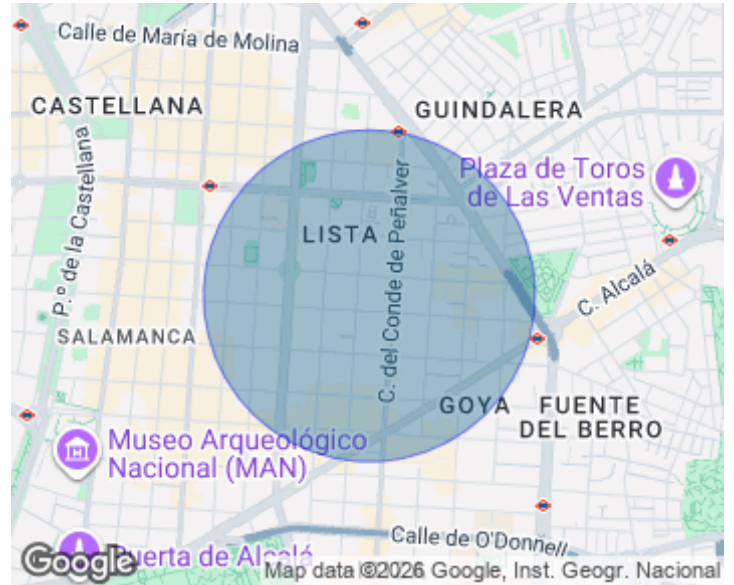 Calle de María de Molina
CASTELLANA
GUINDALERA
Plaza de Toros
de Las Ventas
P.º de la Castellana
LISTA
C. del Conde de Peñalver
C. Alcalá
SALAMANCA
GOYA
FUENTE
DEL BERRO
Museo Arqueológico
Nacional (MAN)
Calle de O'Donnell
Puerta de Alcalá
Google
Map data ©2026 Google, Inst. Geogr. Nacional